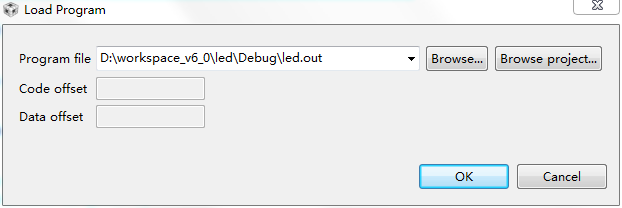 Load Program
Program file D:\workspace_v6_0\led\Debug\led.out Browse... Browse project...
Code offset
Data offset
OK Cancel